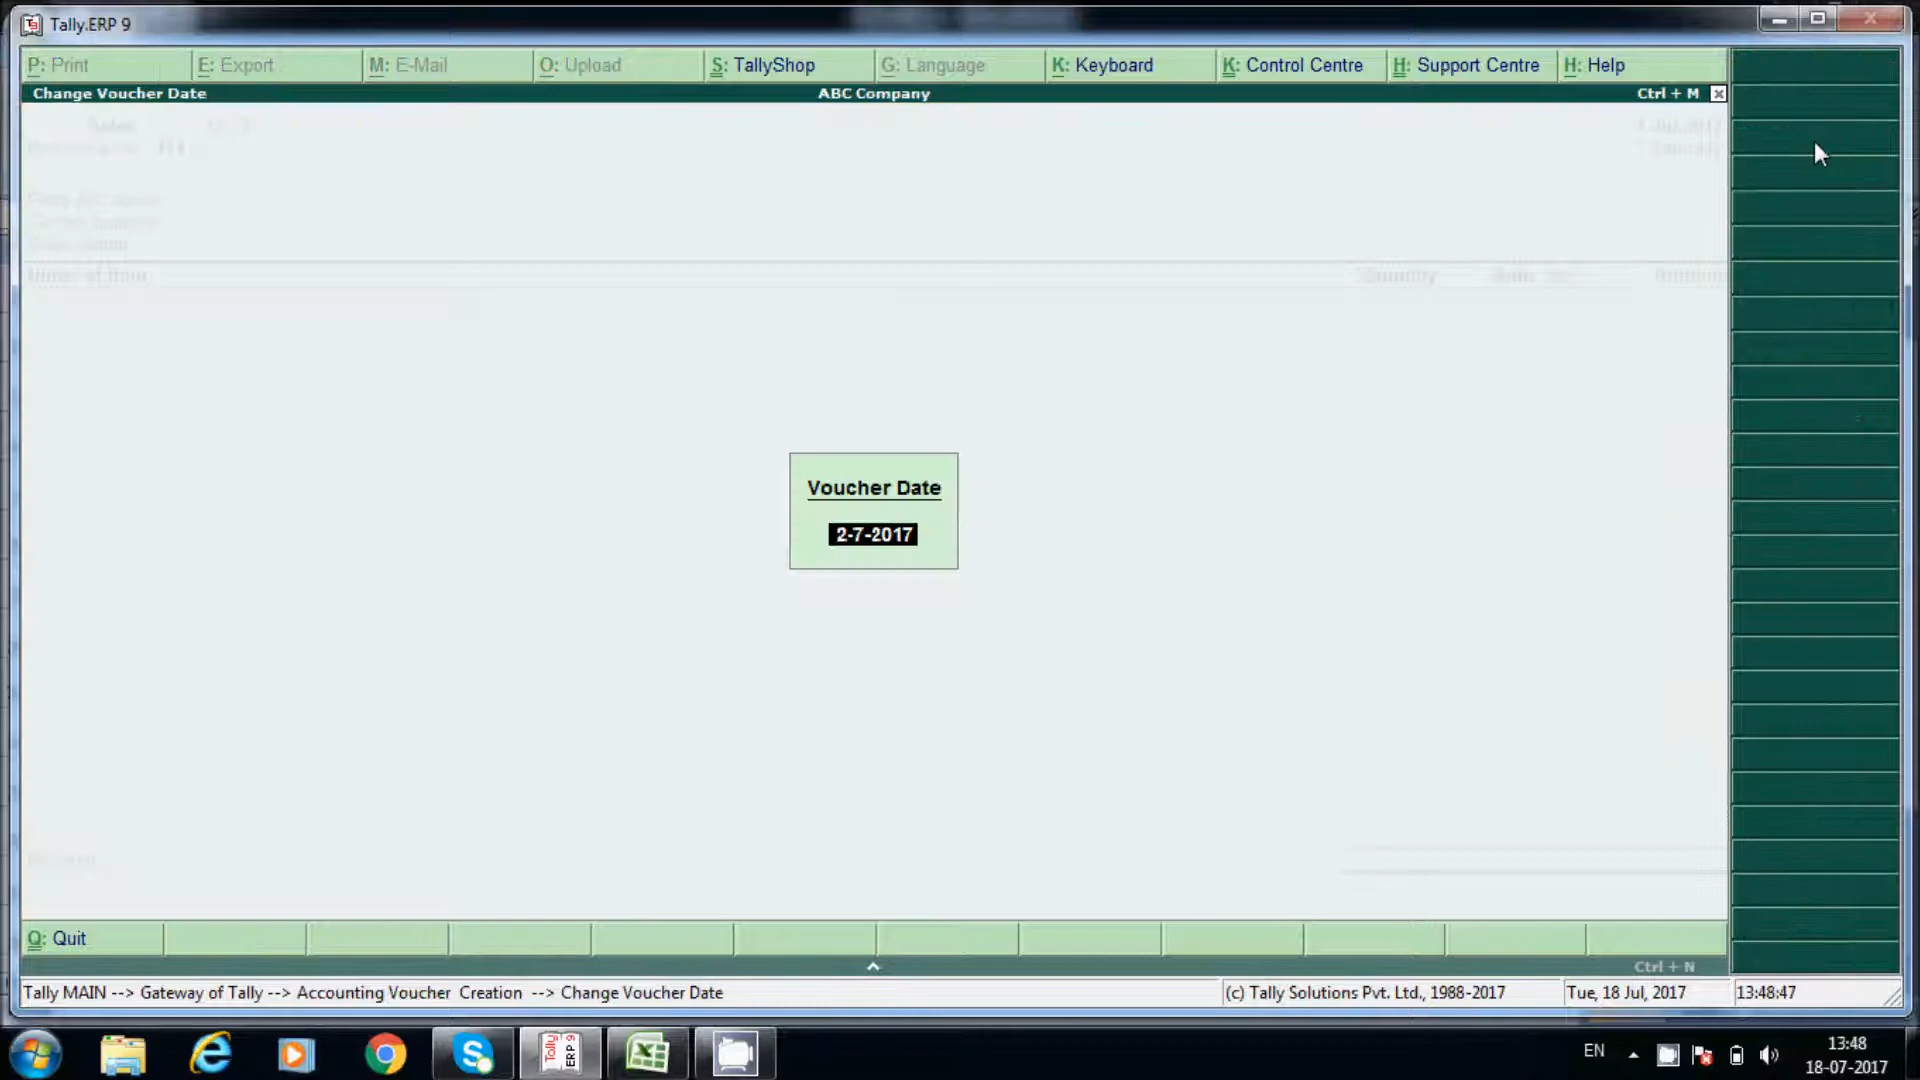 Tally.ERP 9
P: Print E: Export M: E-Mail O: Upload S: TallyShop G: Language K: Keyboard K: Control Centre H: Support Centre H: Help
Change Voucher Date ABC Company Ctrl + M
Voucher Date
2-7-2017
Q: Quit
Ctrl + N
Tally MAIN --> Gateway of Tally --> Accounting Voucher Creation --> Change Voucher Date (c) Tally Solutions Pvt. Ltd., 1988-2017 Tue, 18 Jul, 2017 13:48:47
Tally ERP 9
EN
13:48
18-07-2017